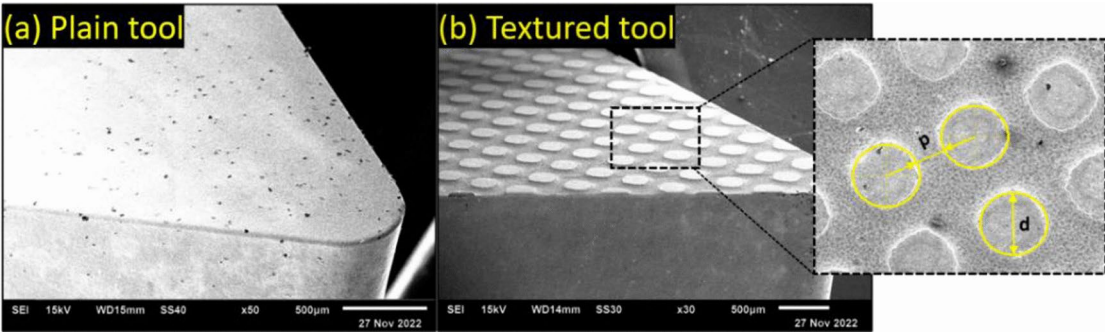 (a) Plain tool
(b) Textured tool
p
d
SEI 15kV WD15mm SS40 x50 500µm
27 Nov 2022
SEI 15kV WD14mm SS30 x30 500µm
27 Nov 2022